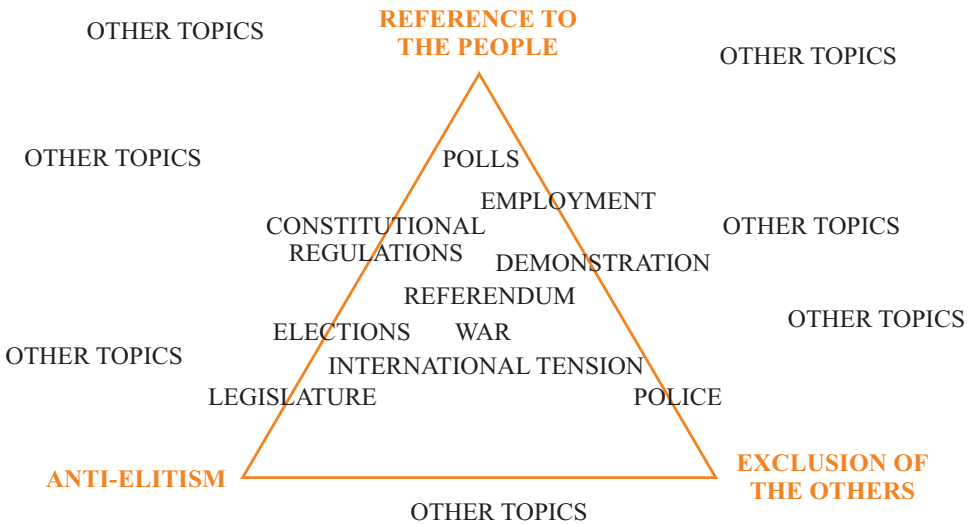 REFERENCE TO
THE PEOPLE
OTHER TOPICS
OTHER TOPICS
OTHER TOPICS
POLLS
EMPLOYMENT
CONSTITUTIONAL
REGULATIONS
OTHER TOPICS
DEMONSTRATION
REFERENDUM
OTHER TOPICS
ELECTIONS
WAR
OTHER TOPICS
INTERNATIONAL TENSION
LEGISLATURE
POLICE
ANTI-ELITISM
EXCLUSION OF
THE OTHERS
OTHER TOPICS